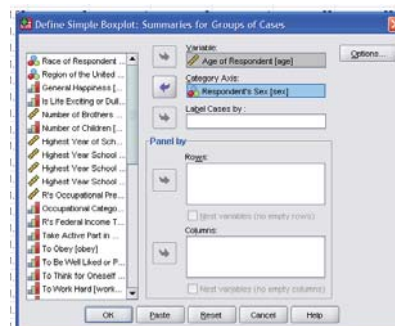 Define Simple Boxplot: Summaries for Groups of Cases
Race of Respondent ...
Region of the United ...
General Happiness [...
Is Life Exciting or Dull...
Number of Brothers ...
Number of Children [...
Highest Year of Sch...
Highest Year School ...
Highest Year School ...
Highest Year School ...
R's Occupational Pre...
Occupational Catego...
R's Federal Income T...
Take Active Part in ...
To Obey [obey]
To Be Well Liked or P...
To Think for Oneself ...
To Work Hard [work...
Variable:
Age of Respondent [age]
Category Axis:
Respondent's Sex [sex]
Label Cases by :
Panel by
Rows:
Nest variables (no empty rows)
Columns:
Nest variables (no empty columns)
Options...
OK Paste Reset Cancel Help